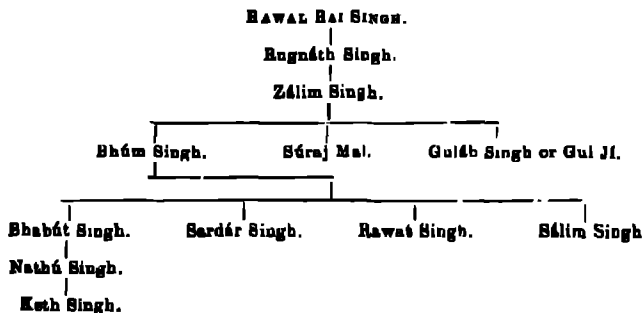 RAWAL RAI SINGH.
Rugnáth Singh.
Zálim Singh.
Bhúm Singh. Súraj Mal. Guláb Singh or Gul Jí.
Bhabút Singh. Sardár Singh. Rawat Singh. Sálim Singh
Nathú Singh.
Singh.